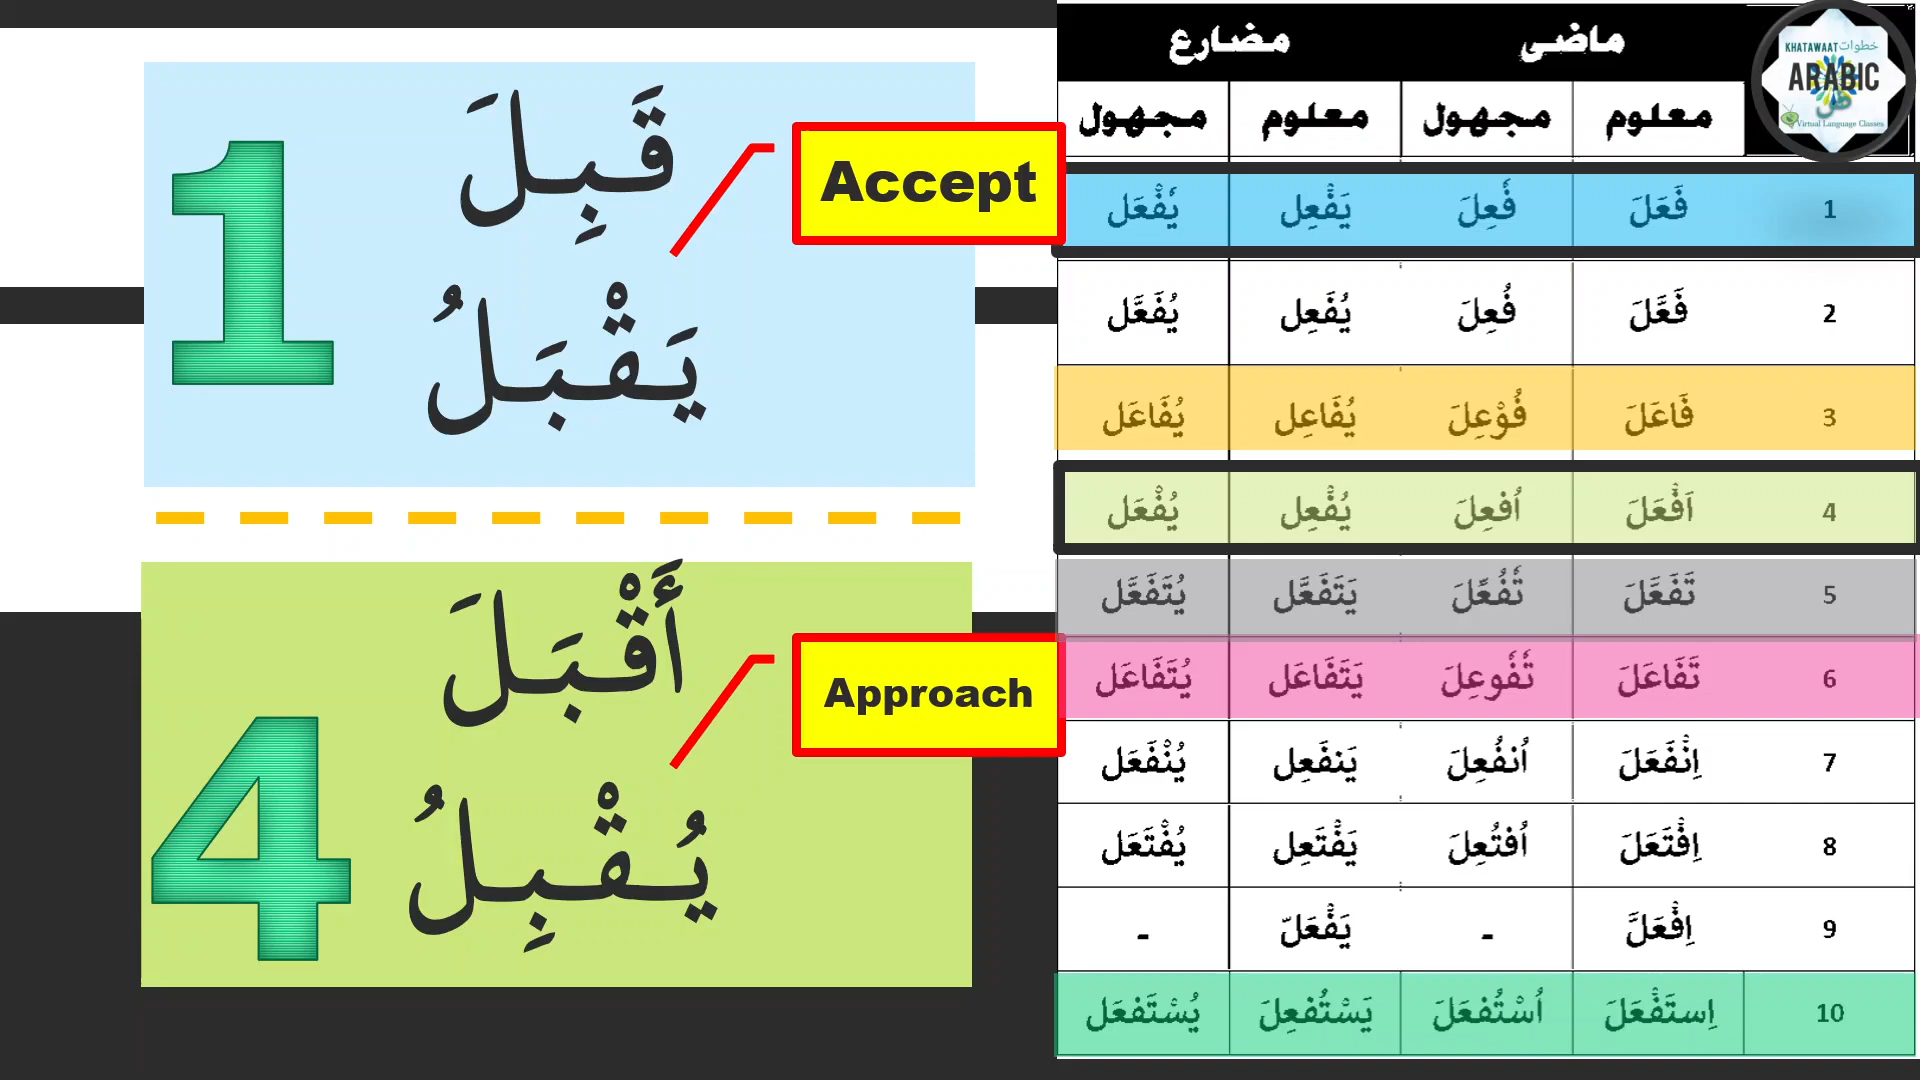 1
قَبِلَ
يَقْبَلُ
Accept
4
أَقْبَلَ
يُقْبِلُ
Approach
ماضى مضارع
KHATAWAAT خطوات
ARABIC
ض
Virtual Language Classes
معلوم مجهول معلوم مجهول
1 فَعَلَ فُعِلَ يَفْعِل يُفْعَل
2 فَعَّلَ فُعِلَ يُفَعِل يُفَعَّل
3 فَاعَلَ فُوْعِلَ يُفَاعِل يُفَاعَل
4 اَفْعَلَ اُفعِلَ يُفْعِل يُفْعَل
5 تَفَعَّلَ تُفُعِّلَ يَتَفَعَّل يُتَفَعَّل
6 تَفَاعَلَ تُفُوعِلَ يَتَفَاعَل يُتَفَاعَل
7 اِنْفَعَلَ اُنفُعِلَ يَنفَعِل يُنْفَعَل
8 اِفْتَعَلَ اُفتُعِلَ يَفْتَعِل يُفْتَعَل
9 اِفْعَلَّ - يَفْعَلّ -
10 اِستَفْعَلَ اُسْتُفْعَلَ يَسْتُفعِلَ يُسْتَفعَل